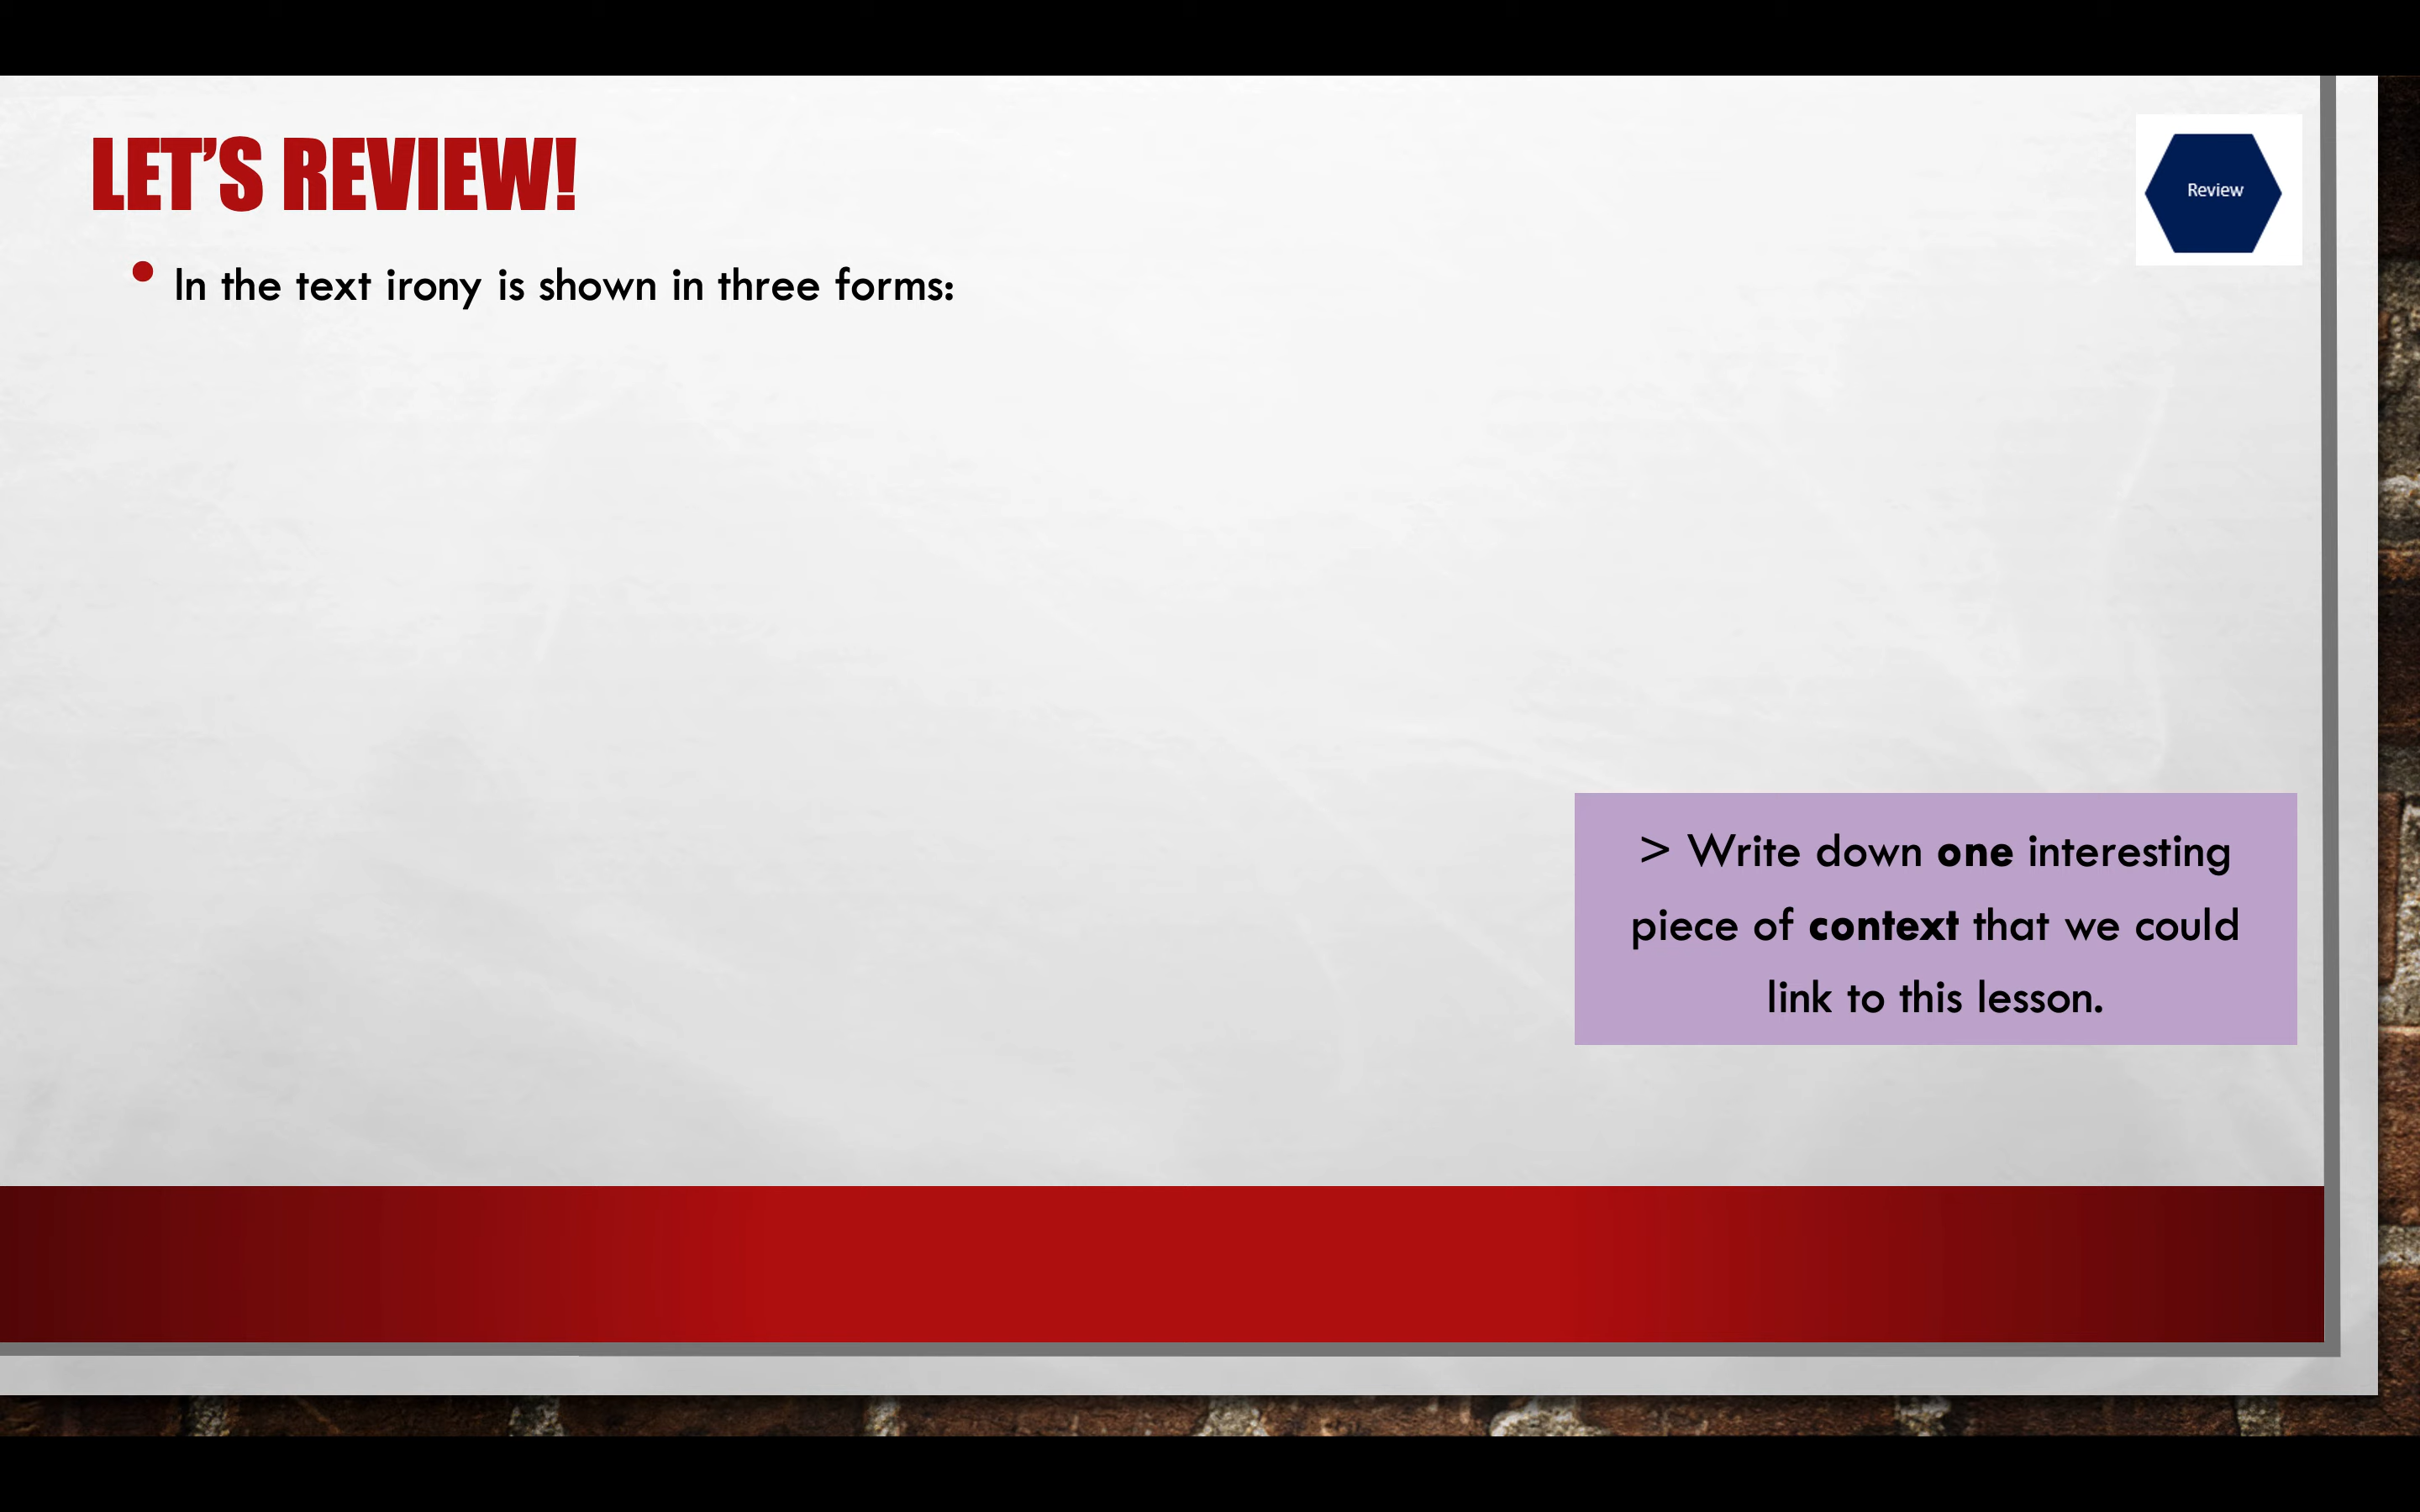 LET’S REVIEW!
Review
• In the text irony is shown in three forms:
> Write down one interesting
piece of context that we could
link to this lesson.